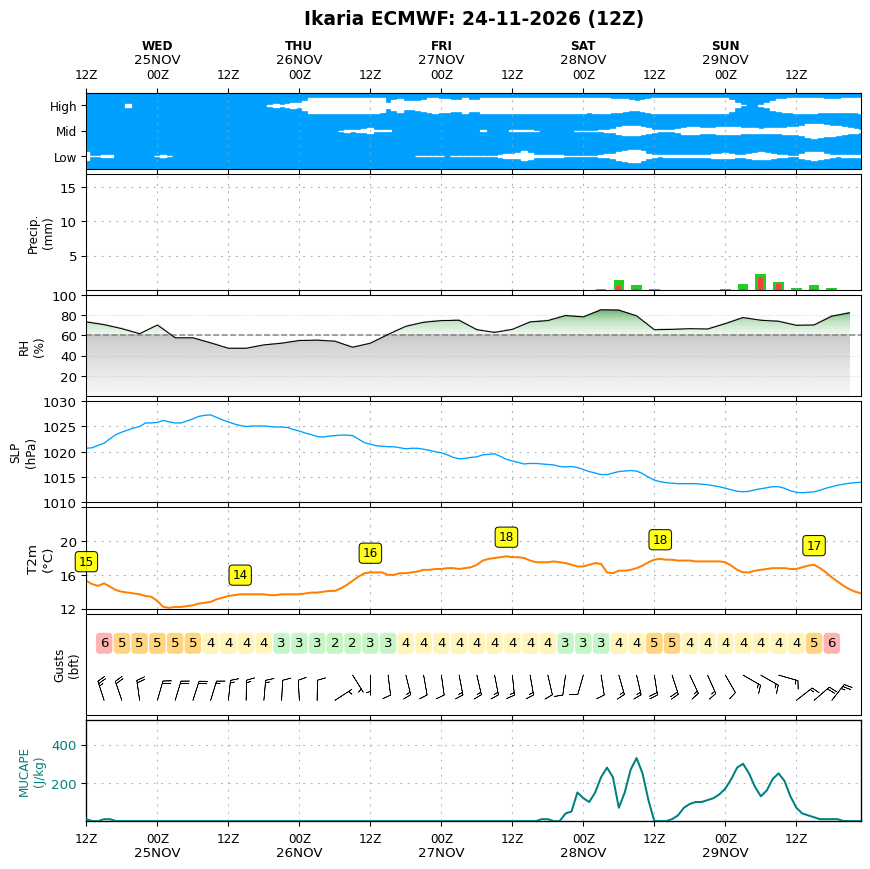 Ikaria ECMWF: 24-11-2026 (12Z)
WED THU FRI SAT SUN
25NOV 26NOV 27NOV 28NOV 29NOV
12Z 00Z 12Z 00Z 12Z 00Z 12Z 00Z 12Z 00Z 12Z
High
Mid
Low
Precip.
(mm)
15
10
5
RH
(%)
100
80
60
40
20
SLP
(hPa)
1030
1025
1020
1015
1010
T2m
(°C)
20
16
12
15 14 16 18 18 17
Gusts
(bft)
6 5 5 5 5 5 4 4 4 4 3 3 3 2 2 3 3 4 4 4 4 4 4 4 4 4 3 3 3 4 4 5 5 4 4 4 4 4 4 4 5 6
MUCAPE
(J/kg)
400
200
12Z 00Z 12Z 00Z 12Z 00Z 12Z 00Z 12Z 00Z 12Z
25NOV 26NOV 27NOV 28NOV 29NOV